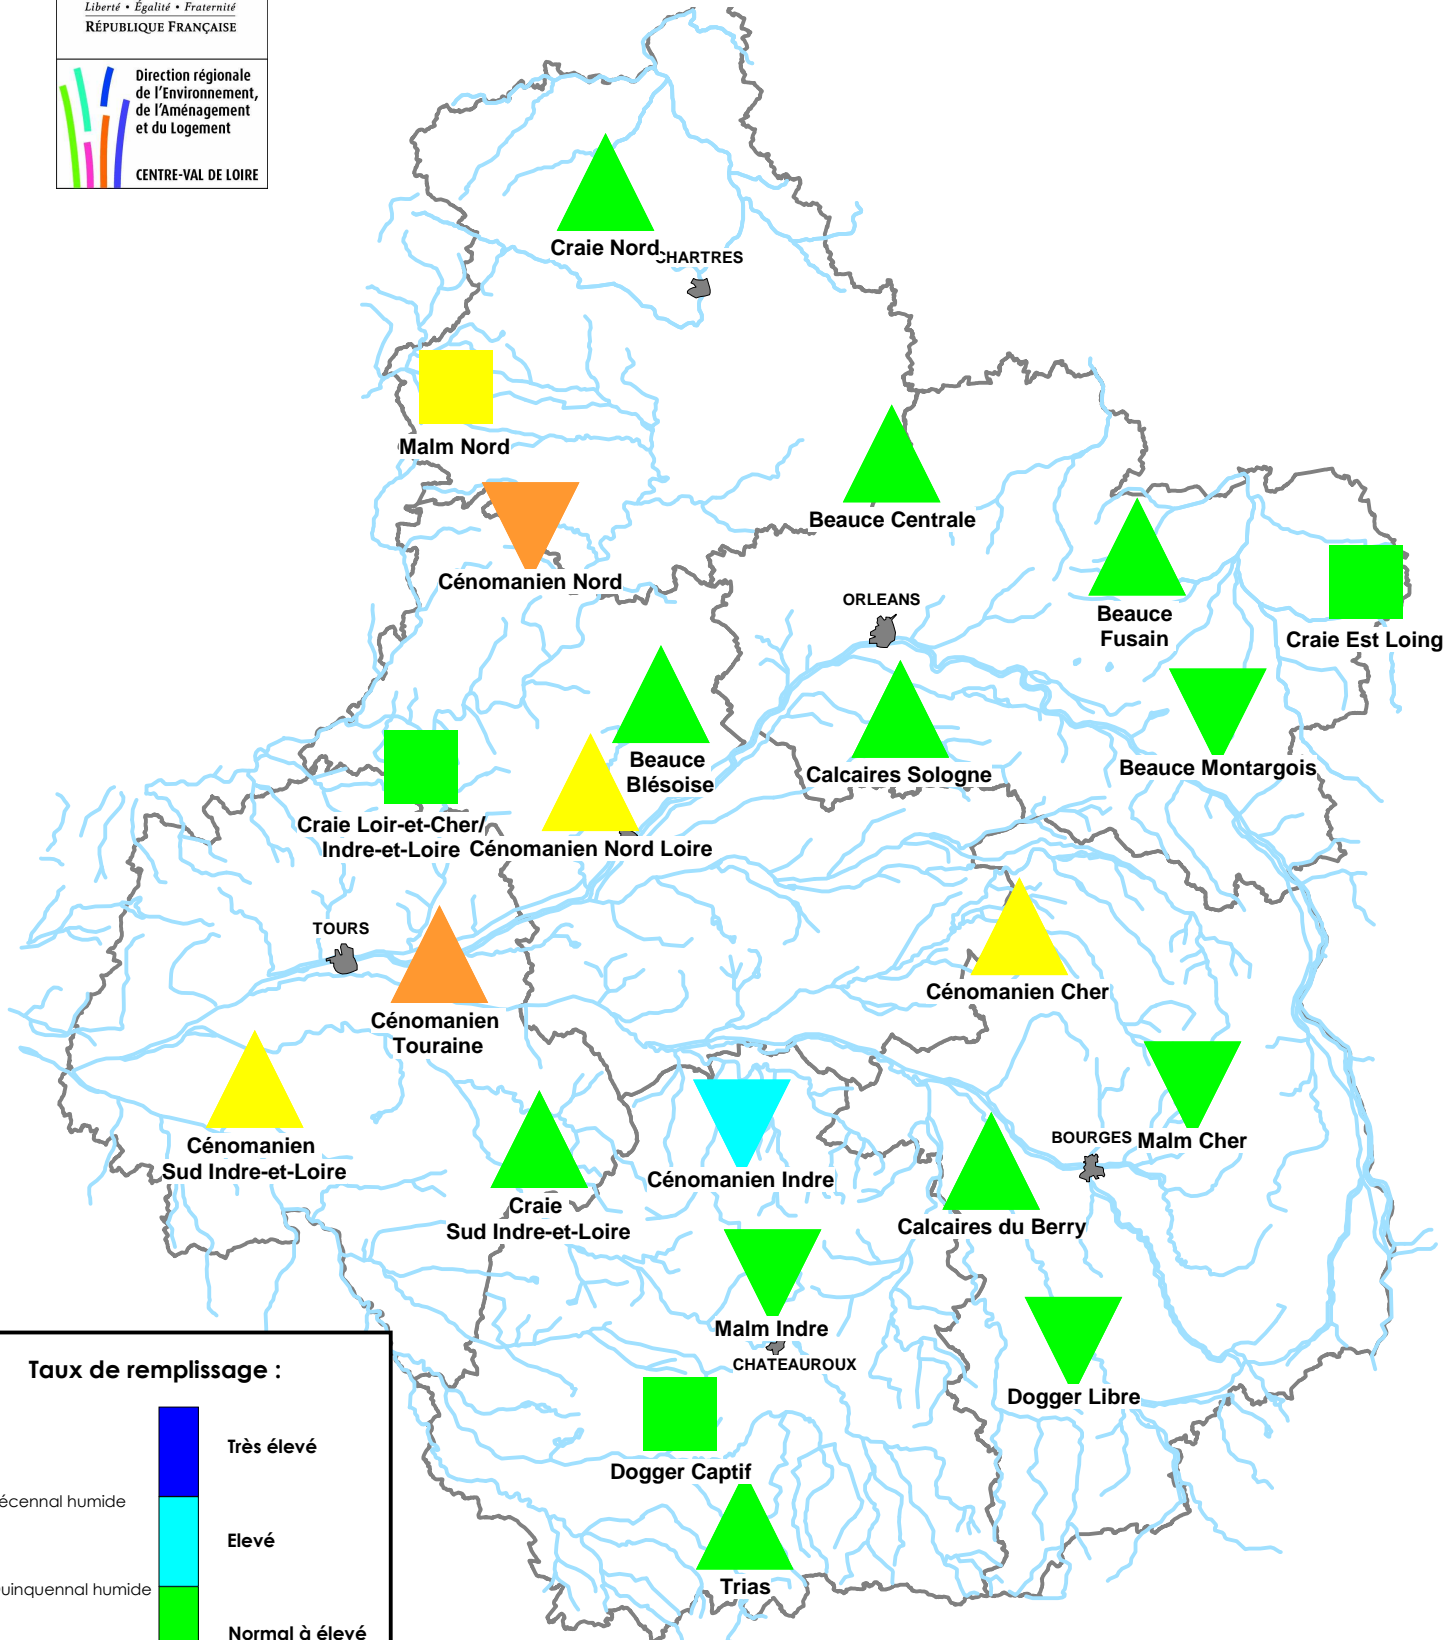 Liberté • Égalité • Fraternité
RÉPUBLIQUE FRANÇAISE
Direction régionale
de l'Environnement,
de l'Aménagement
et du Logement
CENTRE-VAL DE LOIRE
Craie Nord
CHARTRES
Malm Nord
Beauce Centrale
Cénomanien Nord
ORLEANS
Beauce
Fusain
Craie Est Loing
Beauce
Blésoise
Calcaires Sologne
Beauce Montargois
Craie Loir-et-Cher/
Indre-et-Loire
Cénomanien Nord Loire
TOURS
Cénomanien
Touraine
Cénomanien Cher
Cénomanien
Sud Indre-et-Loire
Craie
Sud Indre-et-Loire
Cénomanien Indre
BOURGES
Malm Cher
Calcaires du Berry
Malm Indre
CHATEAUROUX
Dogger Libre
Dogger Captif
Trias
Taux de remplissage :
Très élevé
écennal humide
Elevé
uinquennal humide
Normal à élevé